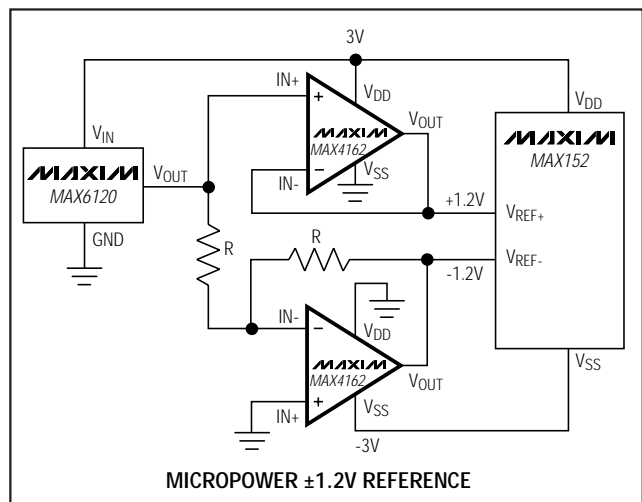 3V
IN+
+
VDD
VIN
VOUT
MAXIM
MAX4162
VDD
MAXIM
MAX152
MAXIM
MAX6120
VOUT
VSS
−
IN-
+1.2V
VREF+
GND
R
R
-1.2V
VREF-
IN-
−
VDD
MAXIM
MAX4162
VOUT
VSS
+
IN+
VSS
-3V
MICROPOWER ±1.2V REFERENCE